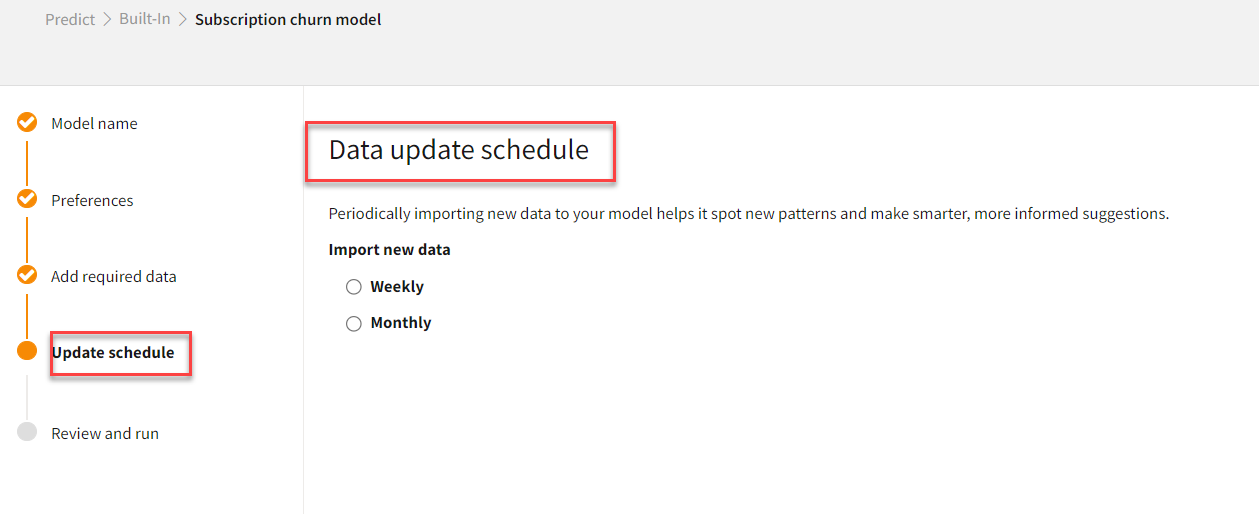 Predict > Built-In > Subscription churn model
Model name
Preferences
Add required data
Update schedule
Review and run
Data update schedule
Periodically importing new data to your model helps it spot new patterns and make smarter, more informed suggestions.
Import new data
Weekly
Monthly